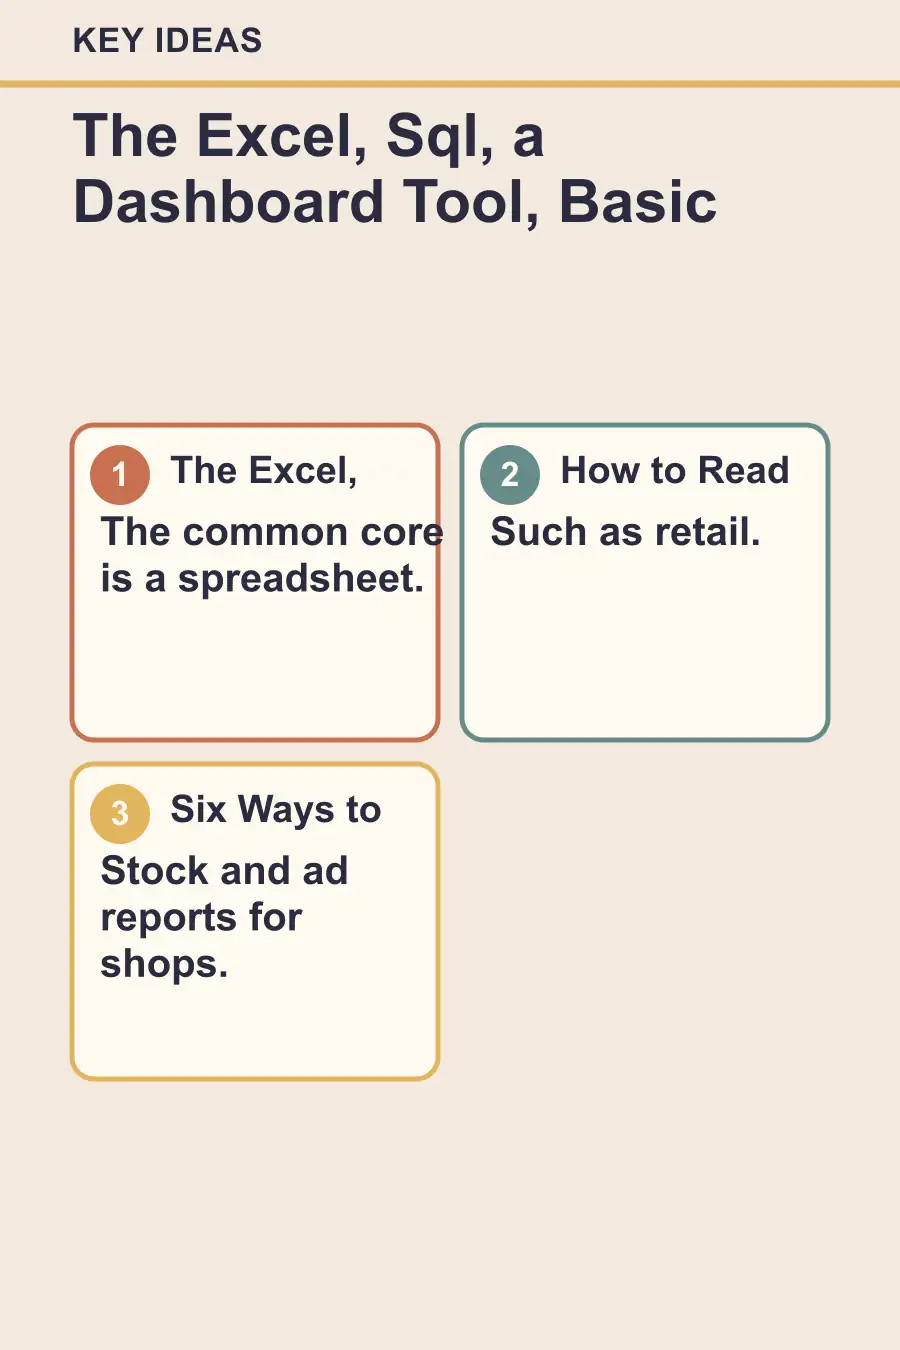 KEY IDEAS
The Excel, Sql, a
Dashboard Tool, Basic
1 The Excel,
The common core
is a spreadsheet.
2 How to Read
Such as retail.
3 Six Ways to
Stock and ad
reports for
shops.